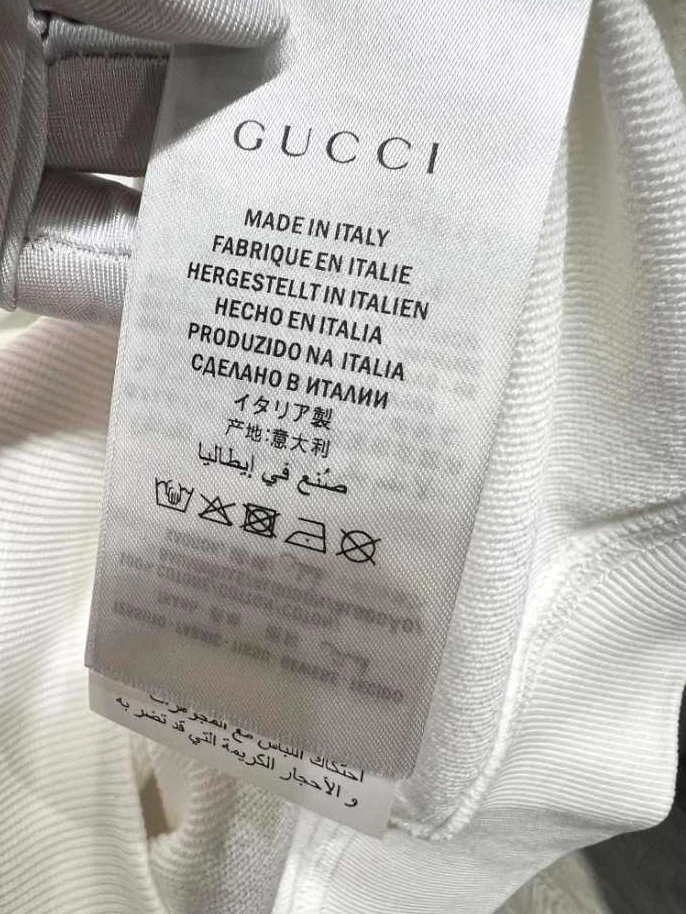 GUCCI
MADE IN ITALY
FABRIQUE EN ITALIE
HERGESTELLT IN ITALIEN
HECHO EN ITALIA
PRODUZIDO NA ITALIA
СДЕЛАНО В ИТАЛИИ
イタリア製
产地:意大利
صُنع في إيطاليا
احتكاك اللباس مع المجوهرات
و الأحجار الكريمة التي قد تضر به